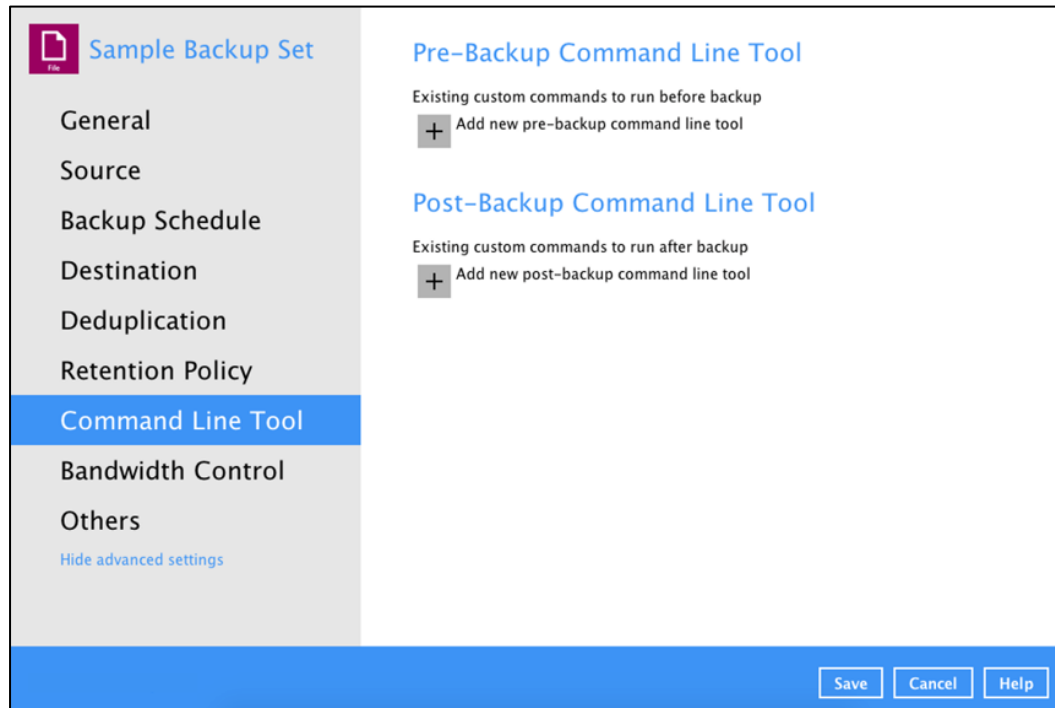 File
Sample Backup Set
General
Source
Backup Schedule
Destination
Deduplication
Retention Policy
Command Line Tool
Bandwidth Control
Others
Hide advanced settings
Pre-Backup Command Line Tool
Existing custom commands to run before backup
Add new pre-backup command line tool
Post-Backup Command Line Tool
Existing custom commands to run after backup
Add new post-backup command line tool
Save
Cancel
Help